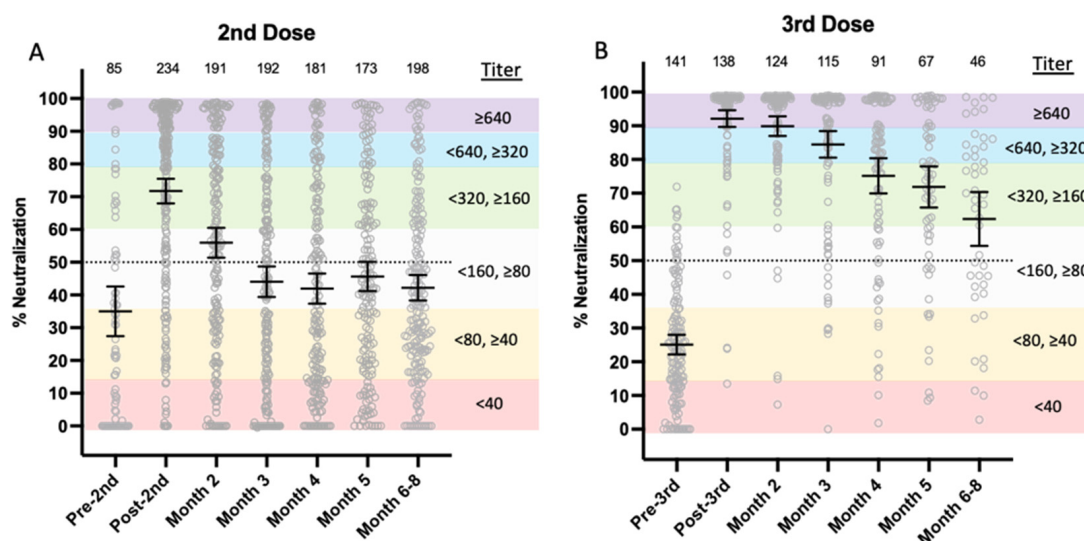 2nd Dose
A
85 234 191 192 181 173 198 Titer
100
90
80
70
60
50
40
30
20
10
0
% Neutralization
≥640
<640, ≥320
<320, ≥160
<160, ≥80
<80, ≥40
<40
Pre-2nd
Post-2nd
Month 2
Month 3
Month 4
Month 5
Month 6-8
3rd Dose
B
141 138 124 115 91 67 46 Titer
100
90
80
70
60
50
40
30
20
10
0
% Neutralization
≥640
<640, ≥320
<320, ≥160
<160, ≥80
<80, ≥40
<40
Pre-3rd
Post-3rd
Month 2
Month 3
Month 4
Month 5
Month 6-8